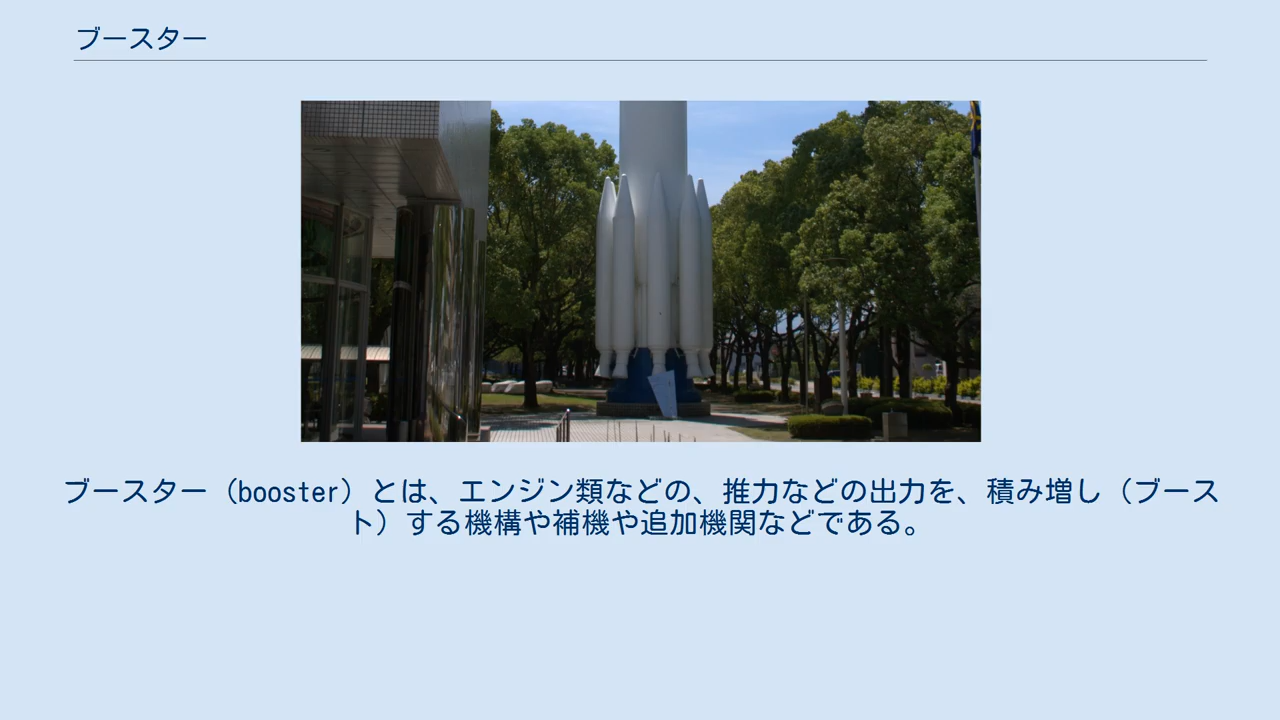 ブースター
ブースター（booster）とは、エンジン類などの、推力などの出力を、積み増し（ブース
ト）する機構や補機や追加機関などである。